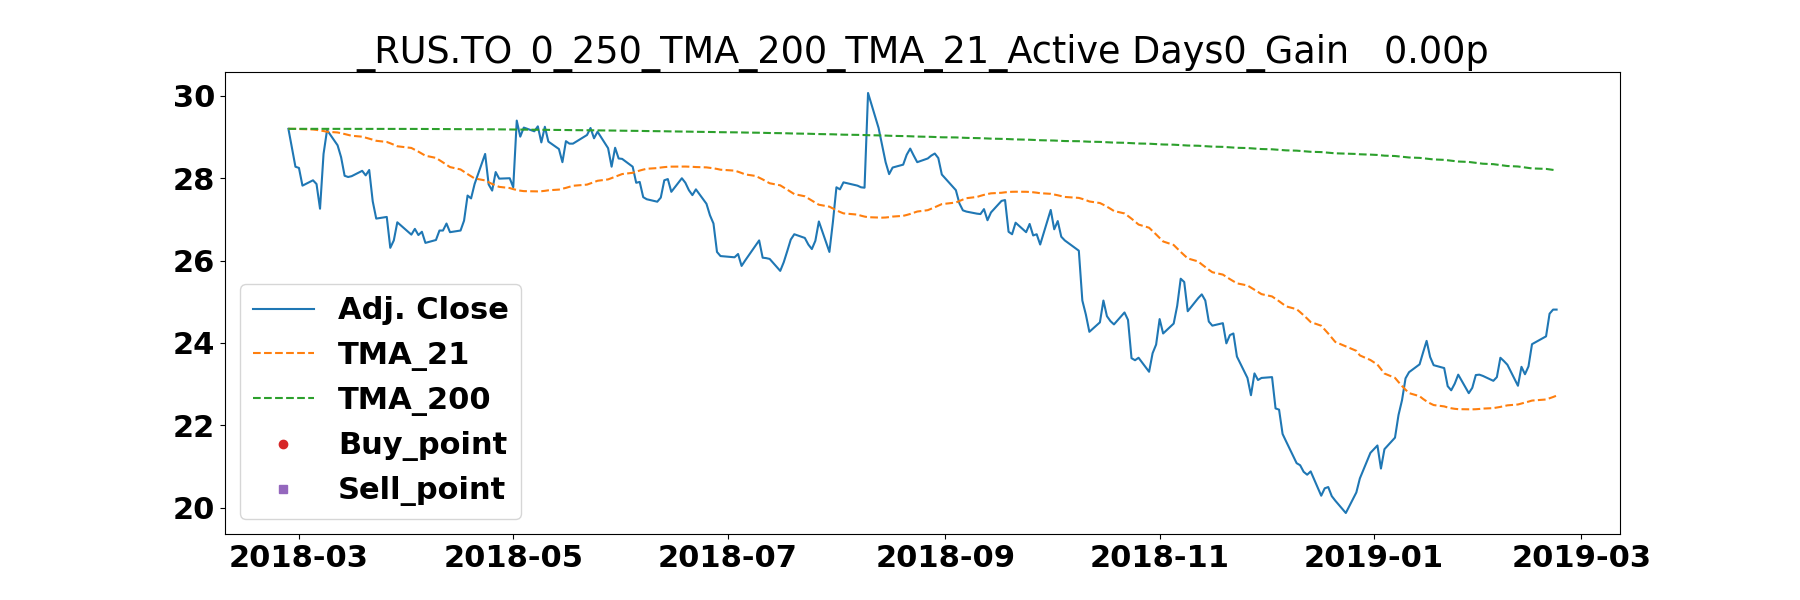 _RUS.TO_0_250_TMA_200_TMA_21_Active Days0_Gain   0.00p
30
28
26
24
22
20
Adj. Close
TMA_21
TMA_200
Buy_point
Sell_point
2018-03 2018-05 2018-07 2018-09 2018-11 2019-01 2019-03